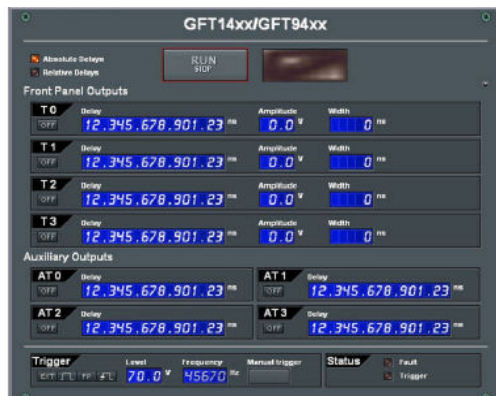 GFT14xx/GFT94xx
Absolute Delays
Relative Delays
RUN
STOP
Front Panel Outputs
T0 Delay Amplitude Width
OFF 12,345,678,901.23 ns 0.0 V 0 ns
T1 Delay Amplitude Width
OFF 12,345,678,901.23 ns 0.0 V 0 ns
T2 Delay Amplitude Width
OFF 12,345,678,901.23 ns 0.0 V 0 ns
T3 Delay Amplitude Width
OFF 12,345,678,901.23 ns 0.0 V 0 ns
Auxiliary Outputs
AT0 Delay AT1 Delay
OFF 12,345,678,901.23 ns OFF 12,345,678,901.23 ns
AT2 Delay AT3 Delay
OFF 12,345,678,901.23 ns OFF 12,345,678,901.23 ns
Trigger Level Frequency Manual trigger Status Fault
EXT 70.0 V 45670 Hz Trigger